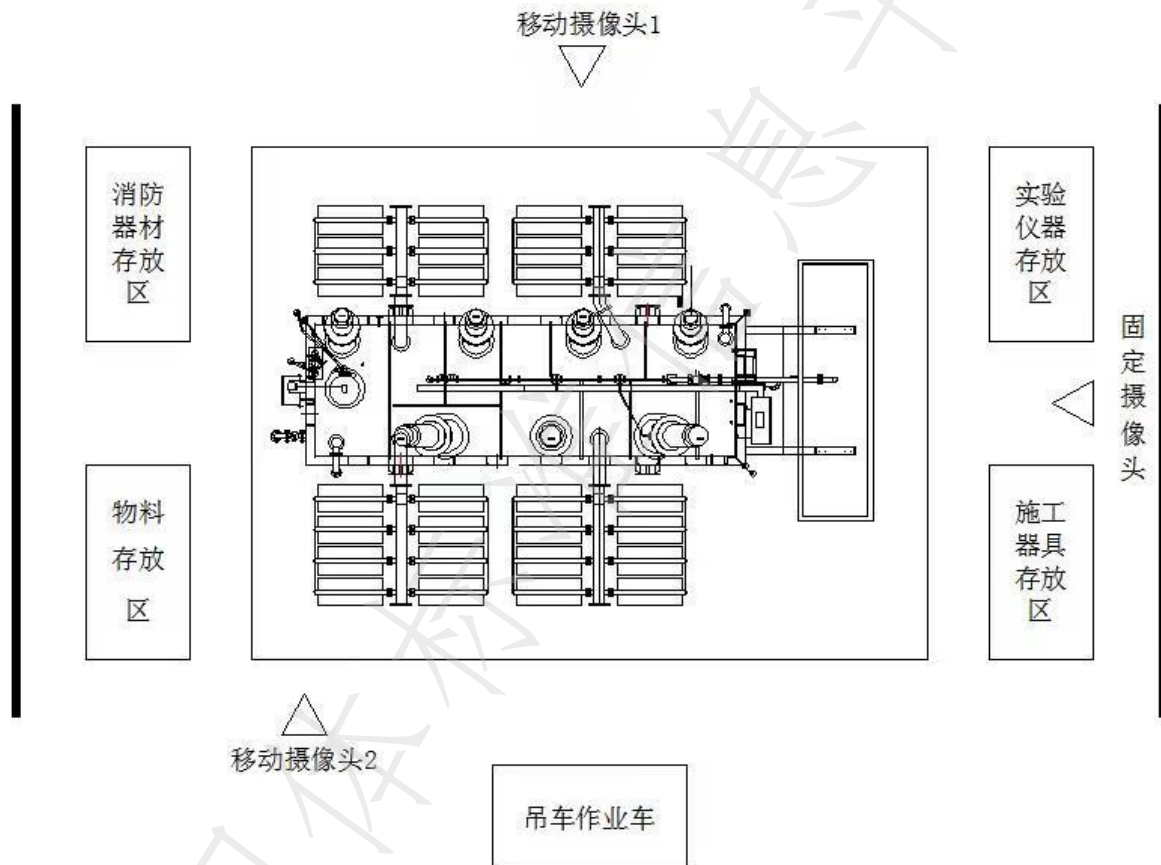 移动摄像头1
消防
器材
存放
区
实验
仪器
存放
区
固
定
摄
像
头
物料
存放
区
施工
器具
存放
区
移动摄像头2
吊车作业车